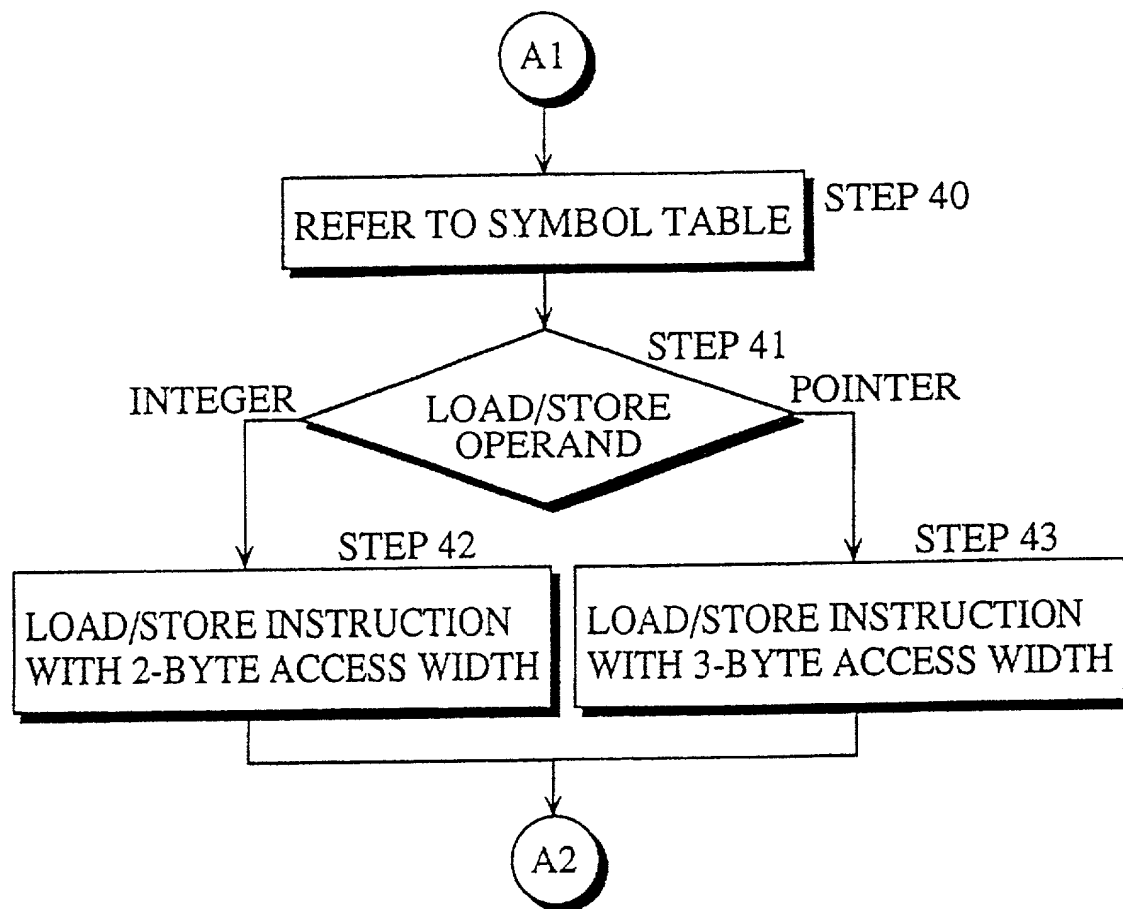 A1
REFER TO SYMBOL TABLE
STEP 40
STEP 41
INTEGER
POINTER
LOAD/STORE
OPERAND
STEP 42
LOAD/STORE INSTRUCTION
WITH 2-BYTE ACCESS WIDTH
STEP 43
LOAD/STORE INSTRUCTION
WITH 3-BYTE ACCESS WIDTH
A2